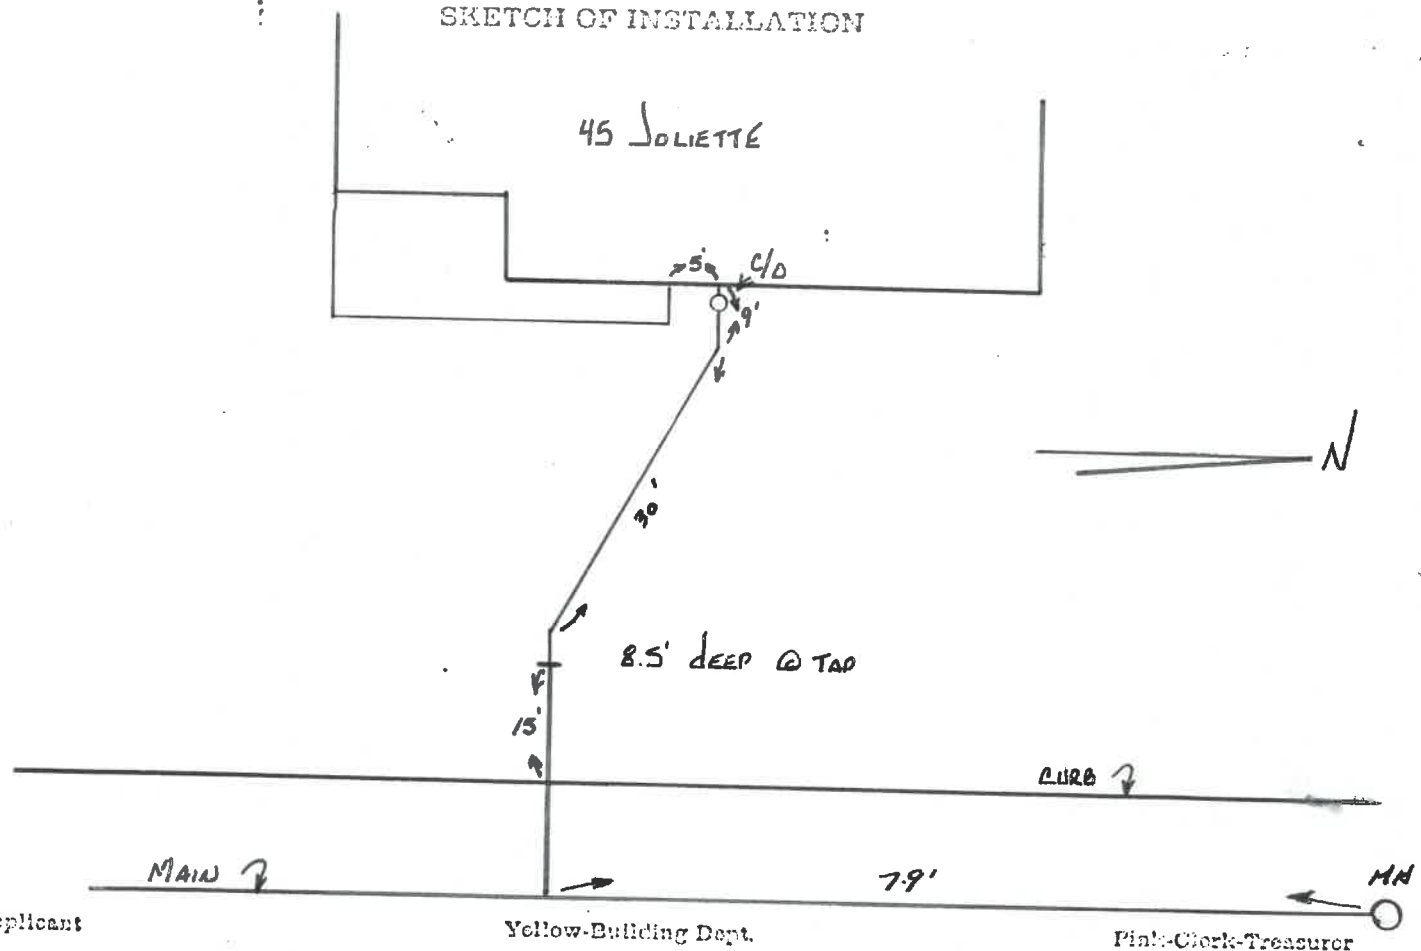 SKETCH OF INSTALLATION
45 JOLIETTE
5'
C/O
9'
30'
N
8.5' DEEP @ TAP
15'
CURB
MAIN
79'
MH
Yellow-Building Dept.
Pink-Clerk-Treasurer